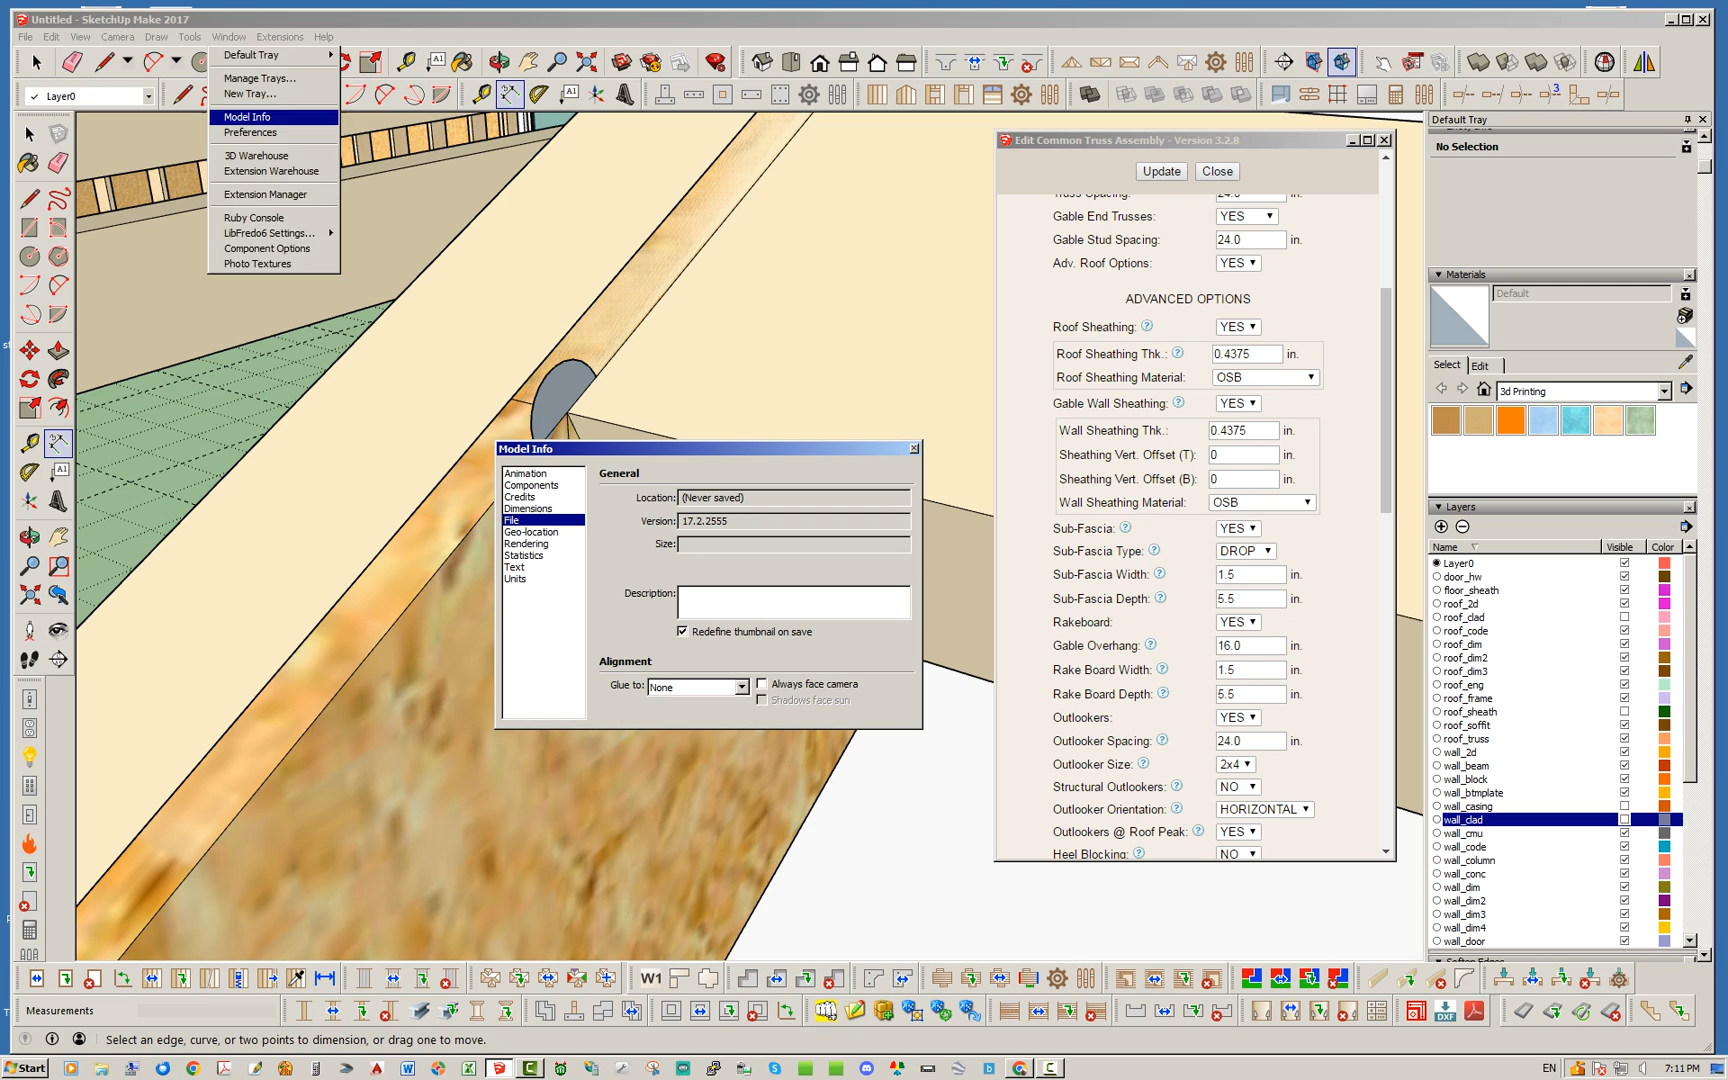 Untitled - SketchUp Make 2017
File Edit View Camera Draw Tools Window Extensions Help
Default Tray
Manage Trays...
New Tray...
Model Info
Preferences
3D Warehouse
Extension Warehouse
Extension Manager
Ruby Console
LibFredo6 Settings...
Component Options
Photo Textures
Layer0
Edit Common Truss Assembly - Version 3.2.8
Update Close
Truss Spacing: 24.0 in.
Gable End Trusses: YES
Gable Stud Spacing: 24.0 in.
Adv. Roof Options: YES
ADVANCED OPTIONS
Roof Sheathing: ? YES
Roof Sheathing Thk.: ? 0.4375 in.
Roof Sheathing Material: OSB
Gable Wall Sheathing: ? YES
Wall Sheathing Thk.: 0.4375 in.
Sheathing Vert. Offset (T): 0 in.
Sheathing Vert. Offset (B): 0 in.
Wall Sheathing Material: OSB
Sub-Fascia: ? YES
Sub-Fascia Type: ? DROP
Sub-Fascia Width: ? 1.5 in.
Sub-Fascia Depth: ? 5.5 in.
Rakeboard: YES
Gable Overhang: ? 16.0 in.
Rake Board Width: ? 1.5 in.
Rake Board Depth: ? 5.5 in.
Outlookers: YES
Outlooker Spacing: ? 24.0 in.
Outlooker Size: ? 2x4
Structural Outlookers: ? NO
Outlooker Orientation: ? HORIZONTAL
Outlookers @ Roof Peak: ? YES
Heel Blocking: ? NO
Model Info
Animation
Components
Credits
Dimensions
File
Geo-location
Rendering
Statistics
Text
Units
General
Location: (Never saved)
Version: 17.2.2555
Size:
Description:
Redefine thumbnail on save
Alignment
Glue to: None Always face camera
Shadows face sun
Default Tray
No Selection
Materials
Default
Select Edit
3d Printing
Layers
Name Visible Color
Layer0
door_hw
floor_sheath
roof_2d
roof_clad
roof_code
roof_dim
roof_dim2
roof_dim3
roof_eng
roof_frame
roof_sheath
roof_soffit
roof_truss
wall_2d
wall_beam
wall_block
wall_btmplate
wall_casing
wall_clad
wall_cmu
wall_code
wall_column
wall_conc
wall_dim
wall_dim2
wall_dim3
wall_dim4
wall_door
W1
DXF
Measurements
Select an edge, curve, or two points to dimension, or drag one to move.
Start
EN 7:11 PM